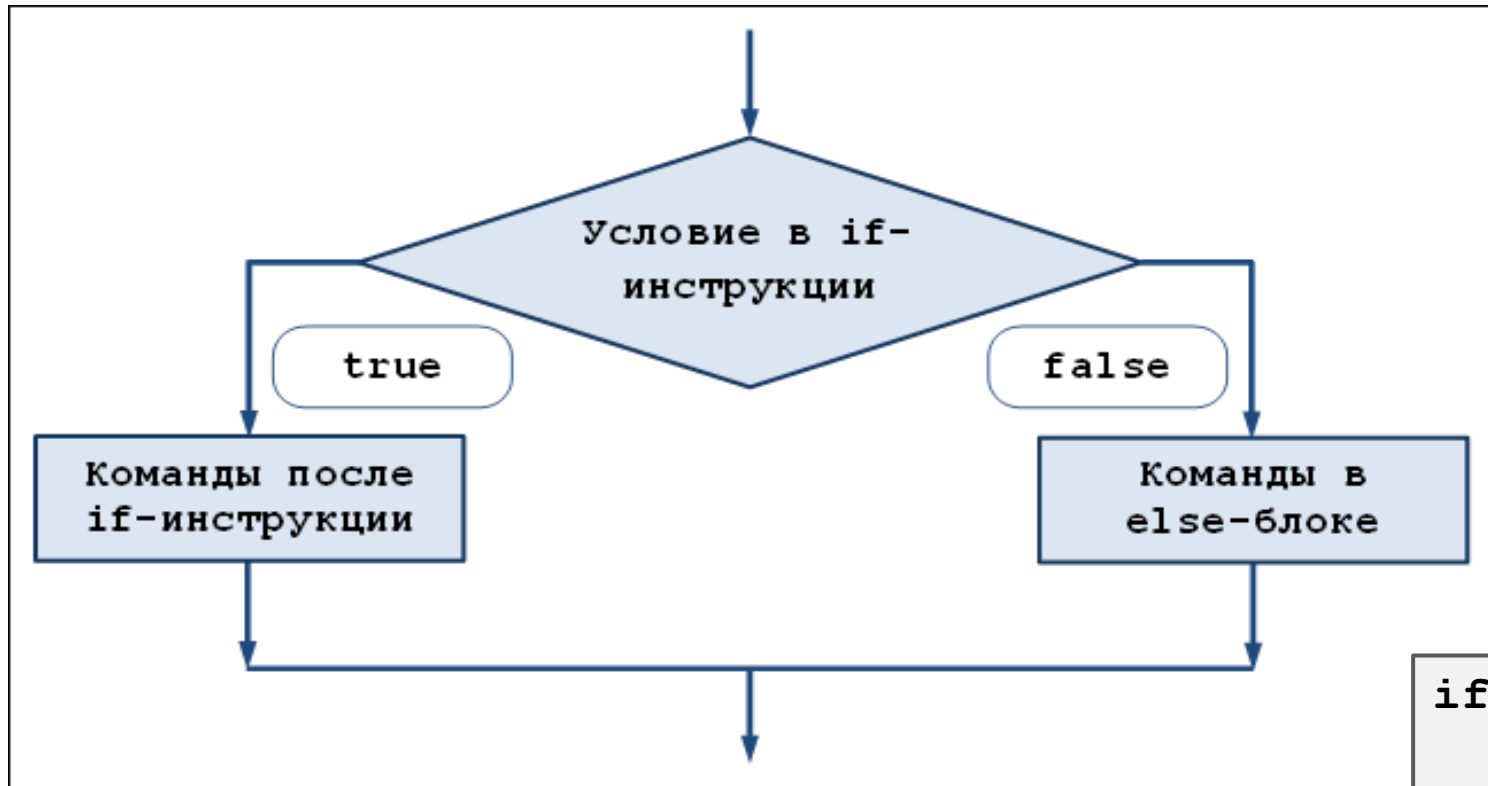 Условие в if-
инструкции
true
false
Команды после
if-инструкции
Команды в
else-блоке
if